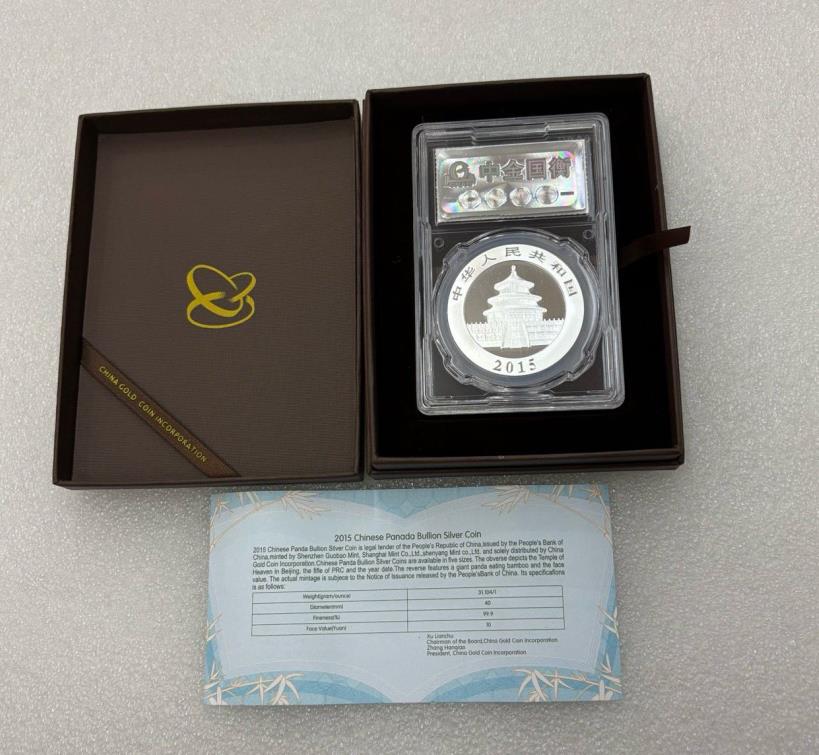 中金国衡
中华人民共和国
2015
CHINA GOLD COIN INCORPORATION
2015 Chinese Panada Bullion Silver Coin
2015 Chinese Panda Bullion Silver Coin is legal tender of the People's Republic of China,issued by the People's Bank of
China,minted by Shenzhen Guobao Mint, Shanghai Mint Co.,Ltd.,shenyang Mint co.,Ltd, and solely distributed by China
Gold Coin Incorporation.Chinese Panda Bullion Silver Coins are available in five sizes. The obverse depicts the Temple of
Heaven in Beijing, the title of PRC and the year date.The reverse features a giant panda eating bamboo and the face
value. The actual mintage is subjece to the Notice of Issuance released by the People'sBank of China. Its specifications
is as follows:
Weight(gram/ounce) 31.104/1
Diameter(mm) 40
Fineness(%) 99.9
Face Value(Yuan) 10
Xu Lianchu
Chairman of the Board,China Gold Coin Incorporation.
Zhang Hanqiao
President, China Gold Coin Incorporation.